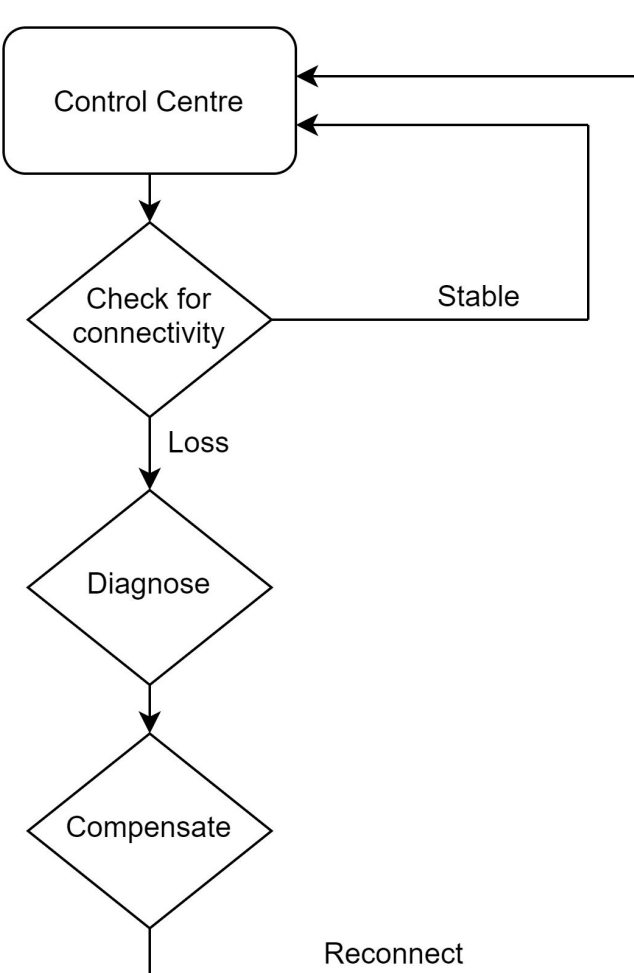 Control Centre
Check for
connectivity
Stable
Loss
Diagnose
Compensate
Reconnect